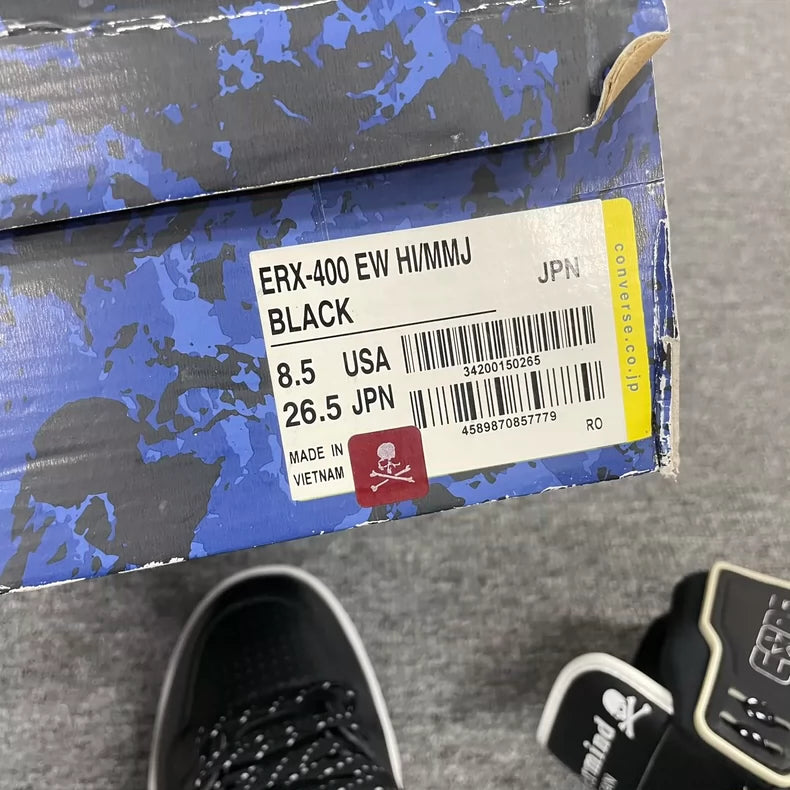 ERX-400 EW HI/MMJ
JPN
BLACK
8.5 USA
34200150265
26.5 JPN
4589870857779
MADE IN
VIETNAM
RO
converse.co.jp